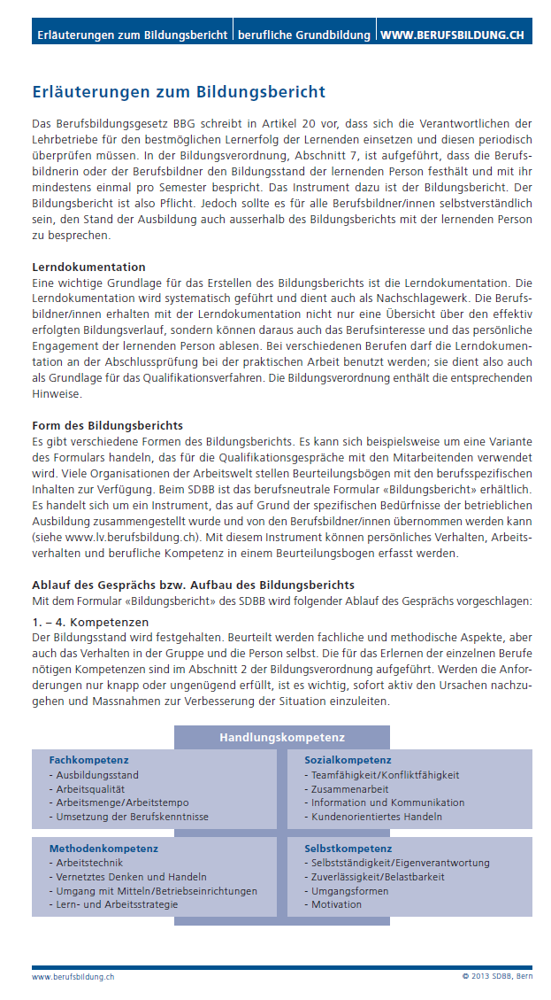 Erläuterungen zum Bildungsbericht berufliche Grundbildung WWW.BERUFSBILDUNG.CH
Erläuterungen zum Bildungsbericht
Das Berufsbildungsgesetz BBG schreibt in Artikel 20 vor, dass sich die Verantwortlichen der
Lehrbetriebe für den bestmöglichen Lernerfolg der Lernenden einsetzen und diesen periodisch
überprüfen müssen. In der Bildungsverordnung, Abschnitt 7, ist aufgeführt, dass die Berufs-
bildnerin oder der Berufsbildner den Bildungsstand der lernenden Person festhält und mit ihr
mindestens einmal pro Semester bespricht. Das Instrument dazu ist der Bildungsbericht. Der
Bildungsbericht ist also Pflicht. Jedoch sollte es für alle Berufsbildner/innen selbstverständlich
sein, den Stand der Ausbildung auch ausserhalb des Bildungsberichts mit der lernenden Person
zu besprechen.
Lerndokumentation
Eine wichtige Grundlage für das Erstellen des Bildungsberichts ist die Lerndokumentation. Die
Lerndokumentation wird systematisch geführt und dient auch als Nachschlagewerk. Die Berufs-
bildner/innen erhalten mit der Lerndokumentation nicht nur eine Übersicht über den effektiv
erfolgten Bildungsverlauf, sondern können daraus auch das Berufsinteresse und das persönliche
Engagement der lernenden Person ablesen. Bei verschiedenen Berufen darf die Lerndokumen-
tation an der Abschlussprüfung bei der praktischen Arbeit benutzt werden; sie dient also auch
als Grundlage für das Qualifikationsverfahren. Die Bildungsverordnung enthält die entsprechenden
Hinweise.
Form des Bildungsberichts
Es gibt verschiedene Formen des Bildungsberichts. Es kann sich beispielsweise um eine Variante
des Formulars handeln, das für die Qualifikationsgespräche mit den Mitarbeitenden verwendet
wird. Viele Organisationen der Arbeitswelt stellen Beurteilungsbögen mit den berufsspezifischen
Inhalten zur Verfügung. Beim SDBB ist das berufsneutrale Formular «Bildungsbericht» erhältlich.
Es handelt sich um ein Instrument, das auf Grund der spezifischen Bedürfnisse der betrieblichen
Ausbildung zusammengestellt wurde und von den Berufsbildner/innen übernommen werden kann
(siehe www.lv.berufsbildung.ch). Mit diesem Instrument können persönliches Verhalten, Arbeits-
verhalten und berufliche Kompetenz in einem Beurteilungsbogen erfasst werden.
Ablauf des Gesprächs bzw. Aufbau des Bildungsberichts
Mit dem Formular «Bildungsbericht» des SDBB wird folgender Ablauf des Gesprächs vorgeschlagen:
1. – 4. Kompetenzen
Der Bildungsstand wird festgehalten. Beurteilt werden fachliche und methodische Aspekte, aber
auch das Verhalten in der Gruppe und die Person selbst. Die für das Erlernen der einzelnen Berufe
nötigen Kompetenzen sind im Abschnitt 2 der Bildungsverordnung aufgeführt. Werden die Anfor-
derungen nur knapp oder ungenügend erfüllt, ist es wichtig, sofort aktiv den Ursachen nachzu-
gehen und Massnahmen zur Verbesserung der Situation einzuleiten.
Handlungskompetenz
Fachkompetenz
- Ausbildungsstand
- Arbeitsqualität
- Arbeitsmenge/Arbeitstempo
- Umsetzung der Berufskenntnisse
Sozialkompetenz
- Teamfähigkeit/Konfliktfähigkeit
- Zusammenarbeit
- Information und Kommunikation
- Kundenorientiertes Handeln
Methodenkompetenz
- Arbeitstechnik
- Vernetztes Denken und Handeln
- Umgang mit Mitteln/Betriebseinrichtungen
- Lern- und Arbeitsstrategie
Selbstkompetenz
- Selbstständigkeit/Eigenverantwortung
- Zuverlässigkeit/Belastbarkeit
- Umgangsformen
- Motivation
www.berufsbildung.ch © 2013 SDBB, Bern